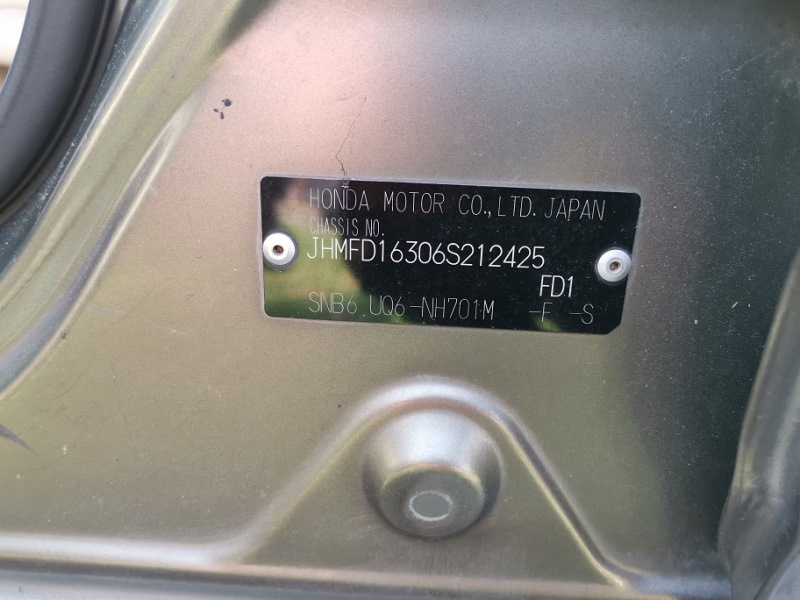 HONDA MOTOR CO.,LTD. JAPAN
CHASSIS NO.
JHMFD16306S212425
FD1
SNB6.UQ6-NH701M -F -S